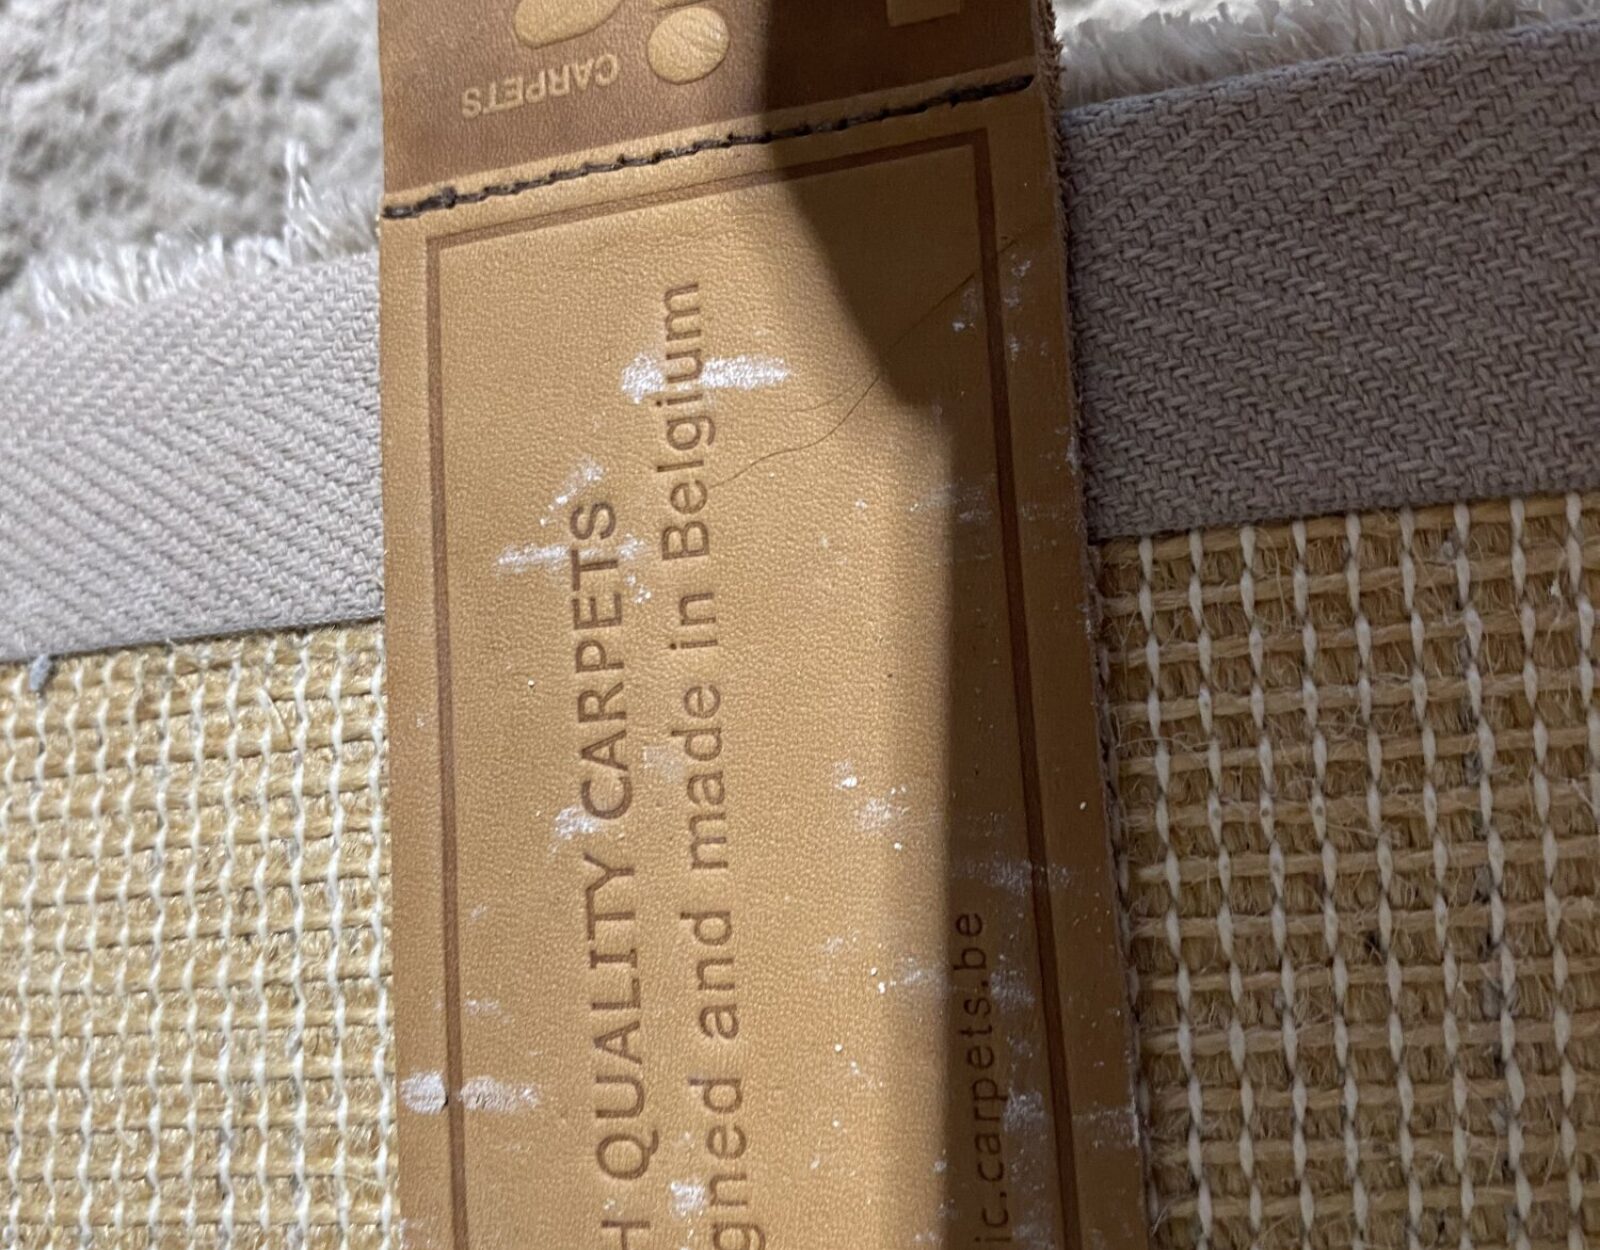 CARPETS
H QUALITY CARPETS
gned and made in Belgium
ic.carpets.be